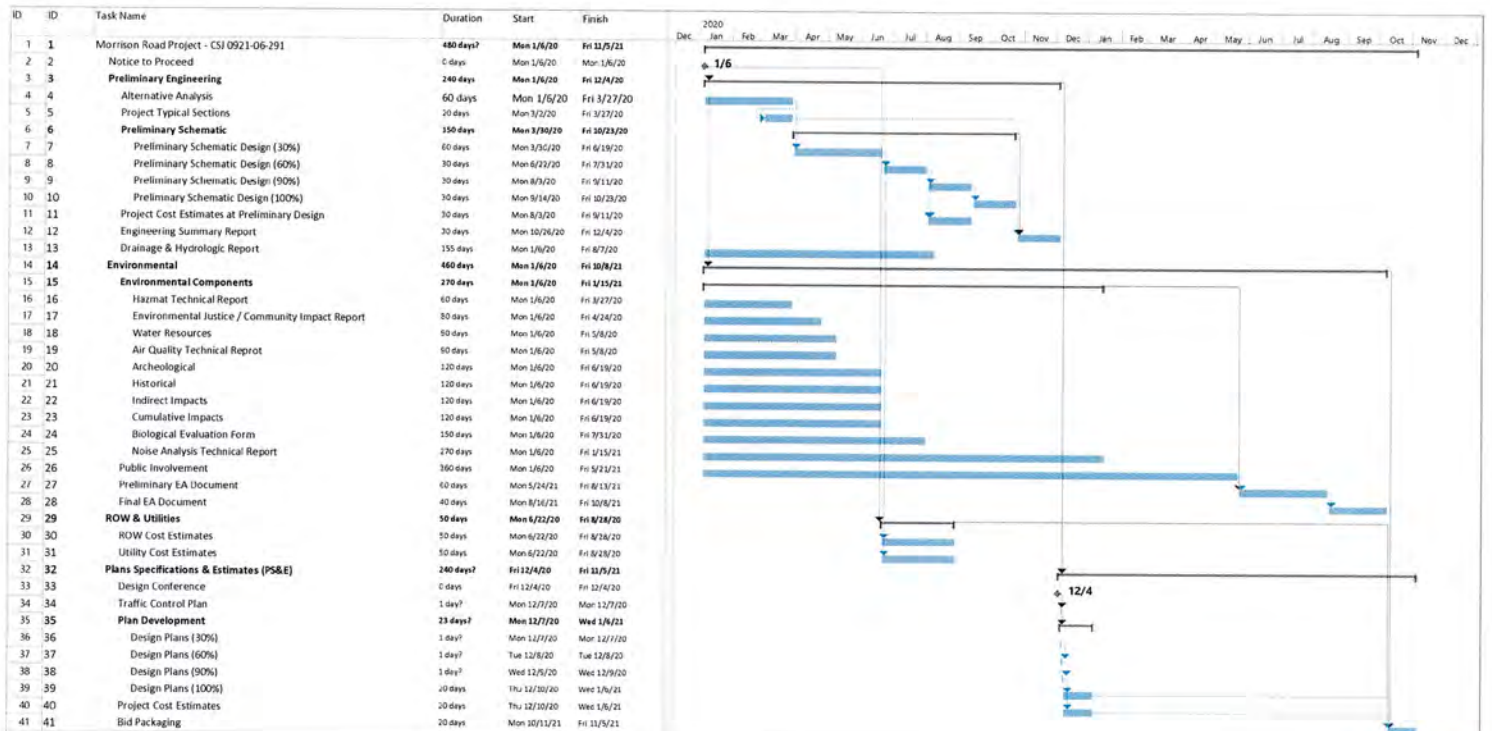 ID ID Task Name Duration Start Finish
2020
Dec Jan Feb Mar Apr May Jun Jul Aug Sep Oct Nov Dec Jan Feb Mar Apr May Jun Jul Aug Sep Oct Nov Dec
1 1 Morrison Road Project - CSJ 0921-06-291 480 days? Mon 1/6/20 Fri 11/5/21
2 2 Notice to Proceed 0 days Mon 1/6/20 Mon 1/6/20 1/6
3 3 Preliminary Engineering 240 days Mon 1/6/20 Fri 12/4/20
4 4 Alternative Analysis 60 days Mon 1/6/20 Fri 3/27/20
5 5 Project Typical Sections 20 days Mon 3/2/20 Fri 3/27/20
6 6 Preliminary Schematic 150 days Mon 3/30/20 Fri 10/23/20
7 7 Preliminary Schematic Design (30%) 60 days Mon 3/30/20 Fri 6/19/20
8 8 Preliminary Schematic Design (60%) 30 days Mon 6/22/20 Fri 7/31/20
9 9 Preliminary Schematic Design (90%) 30 days Mon 8/3/20 Fri 9/11/20
10 10 Preliminary Schematic Design (100%) 30 days Mon 9/14/20 Fri 10/23/20
11 11 Project Cost Estimates at Preliminary Design 30 days Mon 8/3/20 Fri 9/11/20
12 12 Engineering Summary Report 30 days Mon 10/26/20 Fri 12/4/20
13 13 Drainage & Hydrologic Report 155 days Mon 1/6/20 Fri 8/7/20
14 14 Environmental 460 days Mon 1/6/20 Fri 10/8/21
15 15 Environmental Components 270 days Mon 1/6/20 Fri 1/15/21
16 16 Hazmat Technical Report 60 days Mon 1/6/20 Fri 3/27/20
17 17 Environmental Justice / Community Impact Report 80 days Mon 1/6/20 Fri 4/24/20
18 18 Water Resources 90 days Mon 1/6/20 Fri 5/8/20
19 19 Air Quality Technical Reprot 90 days Mon 1/6/20 Fri 5/8/20
20 20 Archeological 120 days Mon 1/6/20 Fri 6/19/20
21 21 Historical 120 days Mon 1/6/20 Fri 6/19/20
22 22 Indirect Impacts 120 days Mon 1/6/20 Fri 6/19/20
23 23 Cumulative Impacts 120 days Mon 1/6/20 Fri 6/19/20
24 24 Biological Evaluation Form 150 days Mon 1/6/20 Fri 7/31/20
25 25 Noise Analysis Technical Report 270 days Mon 1/6/20 Fri 1/15/21
26 26 Public Involvement 360 days Mon 1/6/20 Fri 5/21/21
27 27 Preliminary EA Document 60 days Mon 5/24/21 Fri 8/13/21
28 28 Final EA Document 40 days Mon 8/16/21 Fri 10/8/21
29 29 ROW & Utilities 50 days Mon 6/22/20 Fri 8/28/20
30 30 ROW Cost Estimates 50 days Mon 6/22/20 Fri 8/28/20
31 31 Utility Cost Estimates 50 days Mon 6/22/20 Fri 8/28/20
32 32 Plans Specifications & Estimates (PS&E) 240 days? Fri 12/4/20 Fri 11/5/21
33 33 Design Conference 0 days Fri 12/4/20 Fri 12/4/20 12/4
34 34 Traffic Control Plan 1 day? Mon 12/7/20 Mon 12/7/20
35 35 Plan Development 23 days? Mon 12/7/20 Wed 1/6/21
36 36 Design Plans (30%) 1 day? Mon 12/7/20 Mon 12/7/20
37 37 Design Plans (60%) 1 day? Tue 12/8/20 Tue 12/8/20
38 38 Design Plans (90%) 1 day? Wed 12/9/20 Wed 12/9/20
39 39 Design Plans (100%) 20 days Thu 12/10/20 Wed 1/6/21
40 40 Project Cost Estimates 20 days Thu 12/10/20 Wed 1/6/21
41 41 Bid Packaging 20 days Mon 10/11/21 Fri 11/5/21